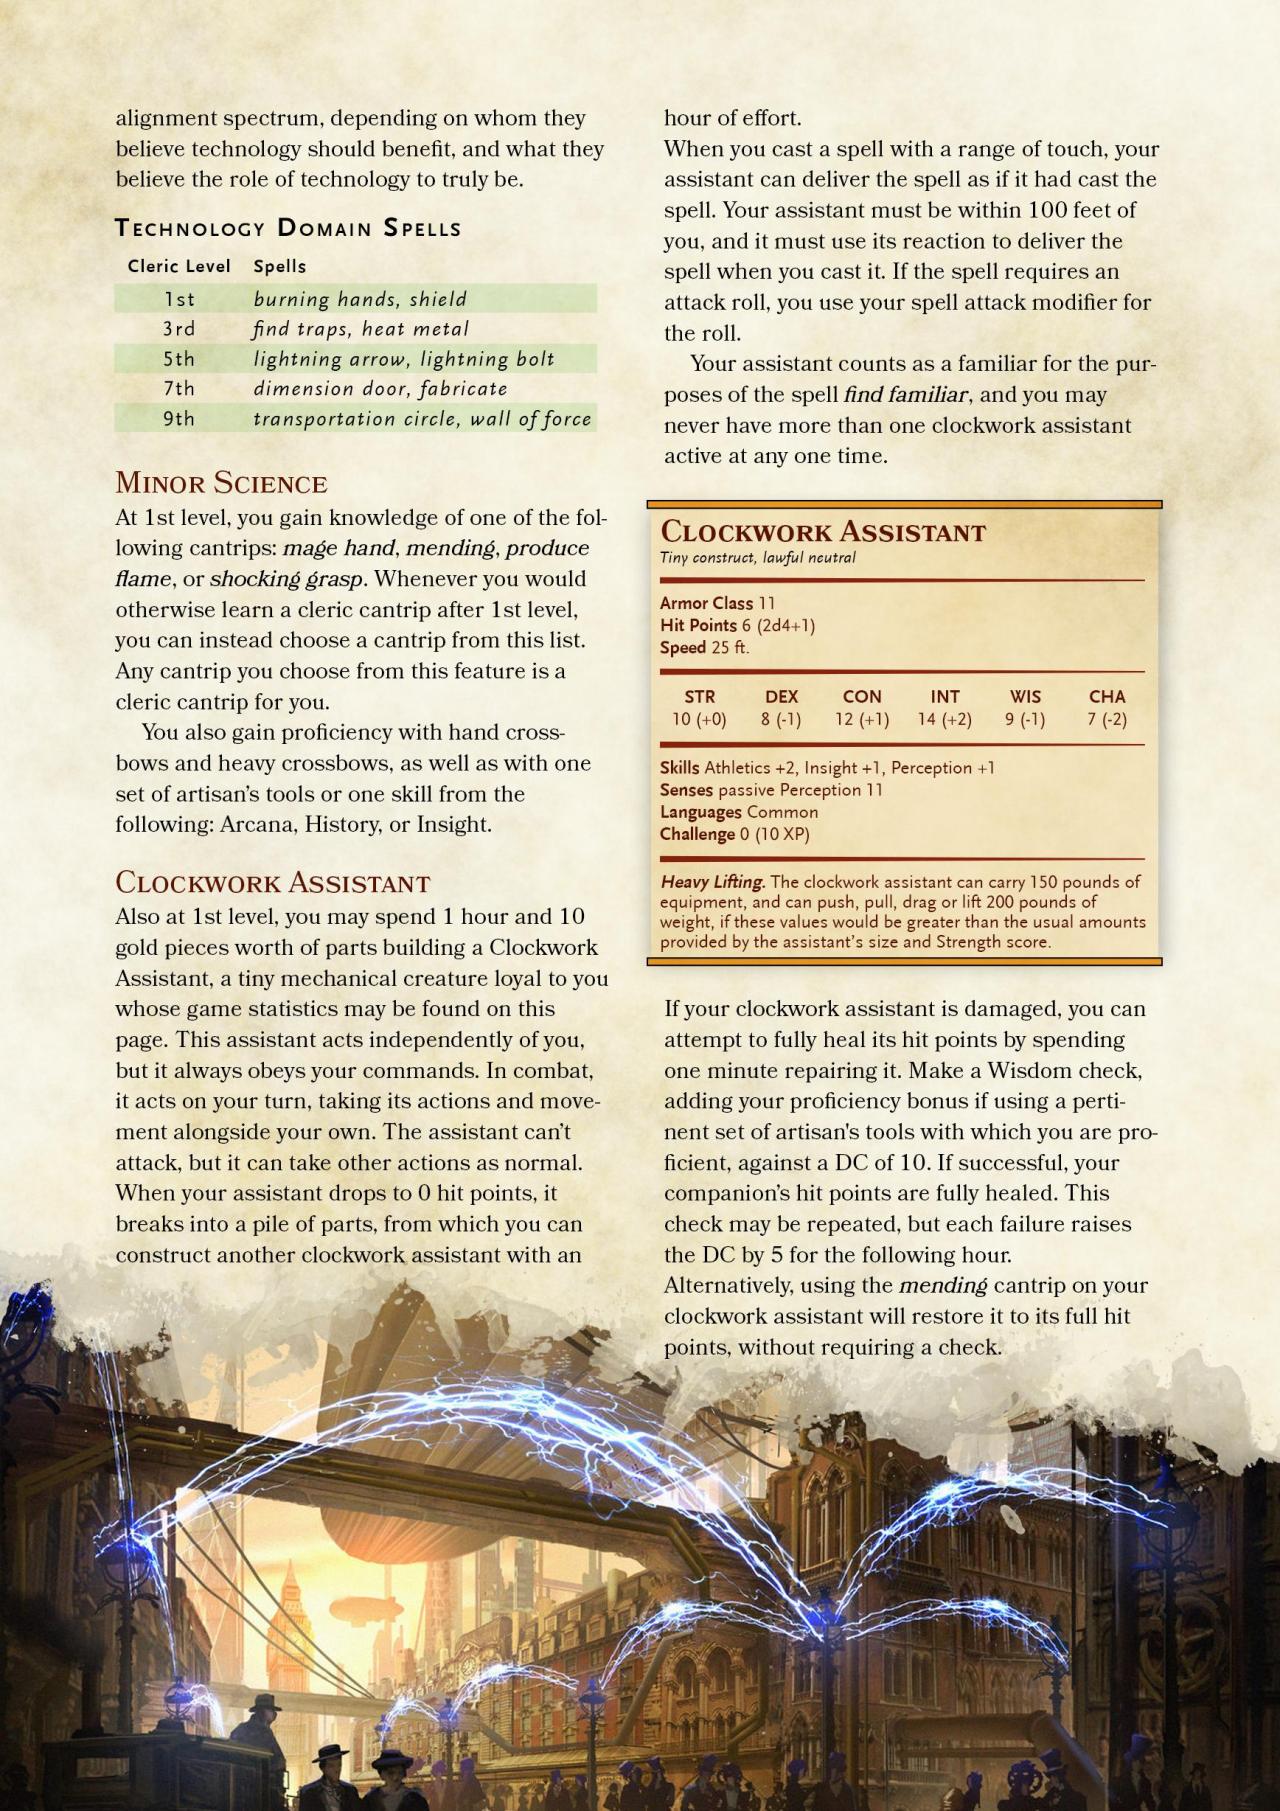 alignment spectrum, depending on whom they
believe technology should benefit, and what they
believe the role of technology to truly be.
Technology Domain Spells
Cleric Level Spells
1st burning hands, shield
3rd find traps, heat metal
5th lightning arrow, lightning bolt
7th dimension door, fabricate
9th transportation circle, wall of force
Minor Science
At 1st level, you gain knowledge of one of the fol-
lowing cantrips: mage hand, mending, produce
flame, or shocking grasp. Whenever you would
otherwise learn a cleric cantrip after 1st level,
you can instead choose a cantrip from this list.
Any cantrip you choose from this feature is a
cleric cantrip for you.
You also gain proficiency with hand cross-
bows and heavy crossbows, as well as with one
set of artisan's tools or one skill from the
following: Arcana, History, or Insight.
Clockwork Assistant
Also at 1st level, you may spend 1 hour and 10
gold pieces worth of parts building a Clockwork
Assistant, a tiny mechanical creature loyal to you
whose game statistics may be found on this
page. This assistant acts independently of you,
but it always obeys your commands. In combat,
it acts on your turn, taking its actions and move-
ment alongside your own. The assistant can't
attack, but it can take other actions as normal.
When your assistant drops to 0 hit points, it
breaks into a pile of parts, from which you can
construct another clockwork assistant with an
hour of effort.
When you cast a spell with a range of touch, your
assistant can deliver the spell as if it had cast the
spell. Your assistant must be within 100 feet of
you, and it must use its reaction to deliver the
spell when you cast it. If the spell requires an
attack roll, you use your spell attack modifier for
the roll.
Your assistant counts as a familiar for the pur-
poses of the spell find familiar, and you may
never have more than one clockwork assistant
active at any one time.
Clockwork Assistant
Tiny construct, lawful neutral
Armor Class 11
Hit Points 6 (2d4+1)
Speed 25 ft.
STR DEX CON INT WIS CHA
10 (+0) 8 (-1) 12 (+1) 14 (+2) 9 (-1) 7 (-2)
Skills Athletics +2, Insight +1, Perception +1
Senses passive Perception 11
Languages Common
Challenge 0 (10 XP)
Heavy Lifting. The clockwork assistant can carry 150 pounds of
equipment, and can push, pull, drag or lift 200 pounds of
weight, if these values would be greater than the usual amounts
provided by the assistant's size and Strength score.
If your clockwork assistant is damaged, you can
attempt to fully heal its hit points by spending
one minute repairing it. Make a Wisdom check,
adding your proficiency bonus if using a perti-
nent set of artisan's tools with which you are pro-
ficient, against a DC of 10. If successful, your
companion's hit points are fully healed. This
check may be repeated, but each failure raises
the DC by 5 for the following hour.
Alternatively, using the mending cantrip on your
clockwork assistant will restore it to its full hit
points, without requiring a check.